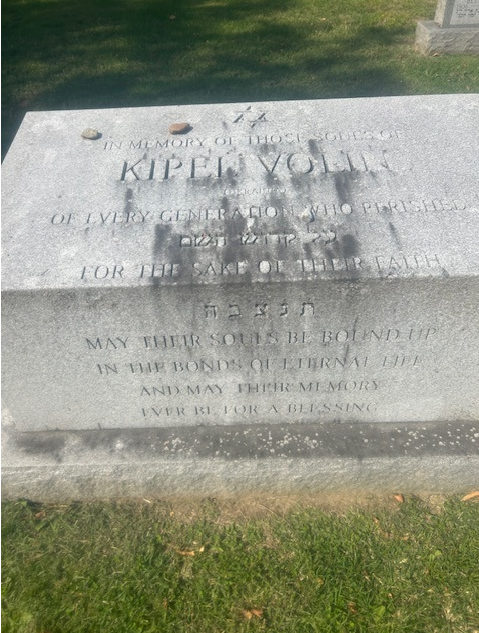 IN MEMORY OF THOSE SOULS OF
KIPEL VOLIN
OF EVERY GENERATION WHO PERISHED
על קדוש השם
FOR THE SAKE OF THEIR FAITH
ת נ צ ב ה
MAY THEIR SOULS BE BOUND UP
IN THE BONDS OF ETERNAL LIFE
AND MAY THEIR MEMORY
EVER BE FOR A BLESSING